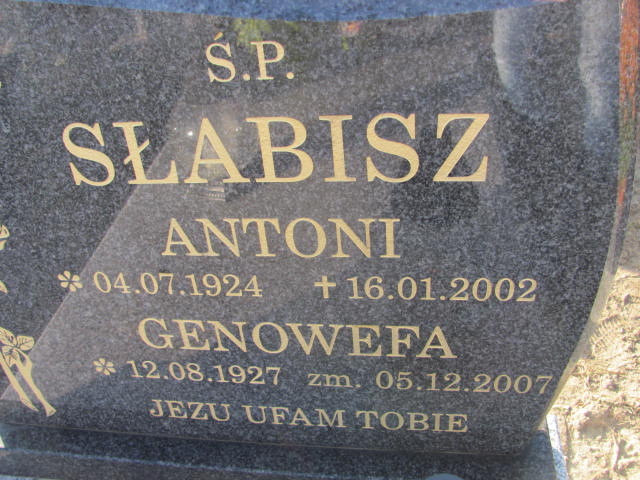 Ś.P.
SŁABISZ
ANTONI
* 04.07.1924 ✝ 16.01.2002
GENOWEFA
* 12.08.1927 zm. 05.12.2007
JEZU UFAM TOBIE